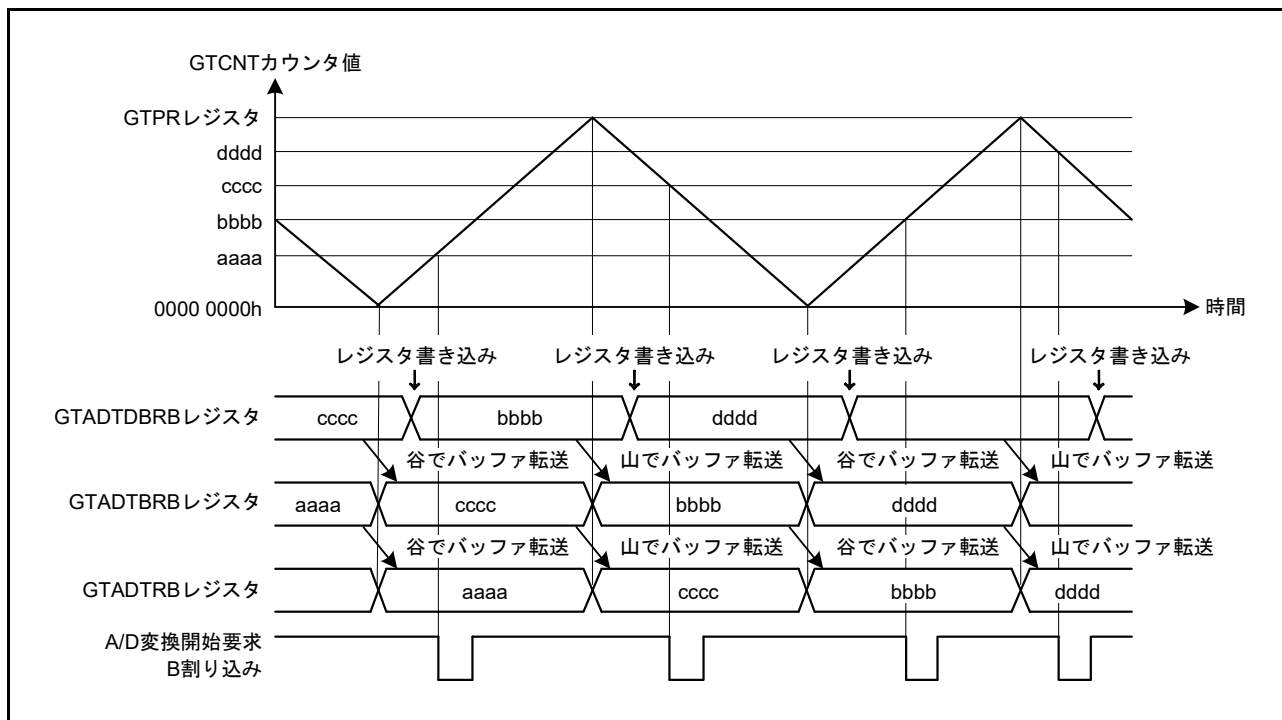 GTCNTカウンタ値
GTPRレジスタ
dddd
cccc
bbbb
aaaa
0000 0000h
時間
レジスタ書き込み レジスタ書き込み レジスタ書き込み レジスタ書き込み
GTADTDBRBレジスタ cccc bbbb dddd
谷でバッファ転送 山でバッファ転送 谷でバッファ転送 山でバッファ転送
GTADTBRBレジスタ aaaa cccc bbbb dddd
谷でバッファ転送 山でバッファ転送 谷でバッファ転送 山でバッファ転送
GTADTRBレジスタ aaaa cccc bbbb dddd
A/D変換開始要求
B割り込み